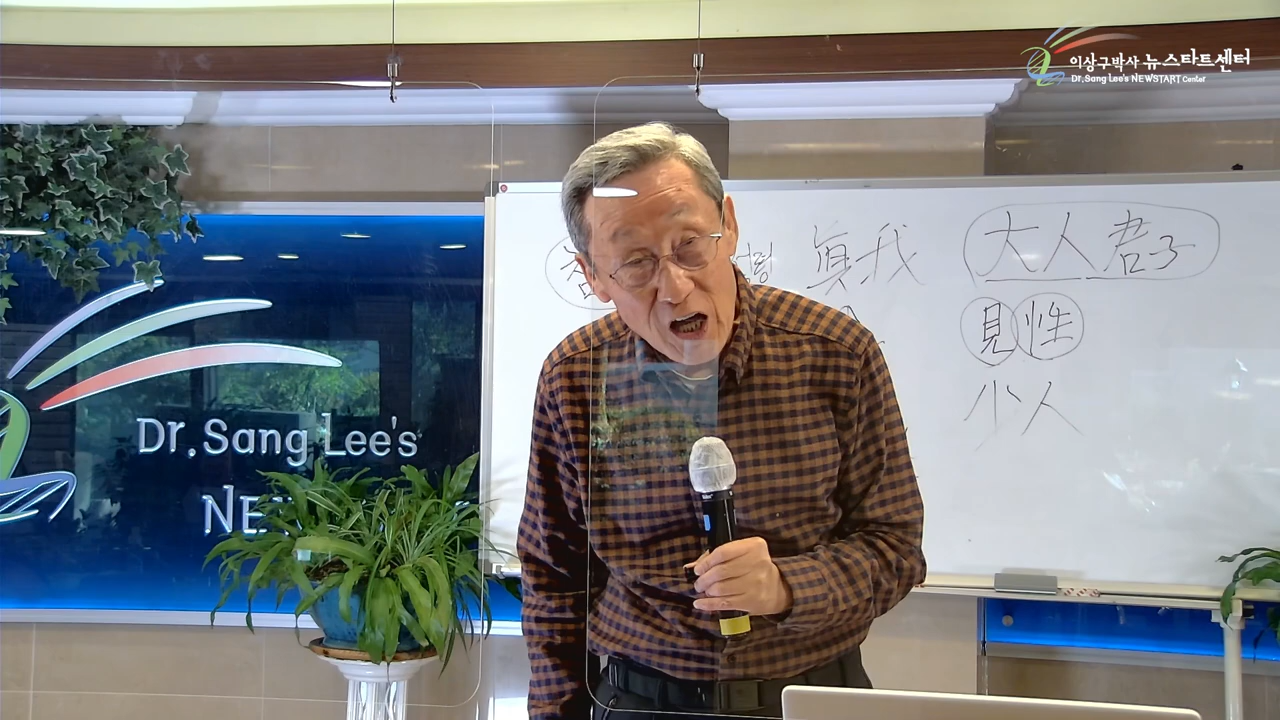 이상구박사 뉴스타트센터
Dr. Sang Lee's NEWSTART Center
眞我
大人君子
見性
小人
Dr. Sang Lee's
NE